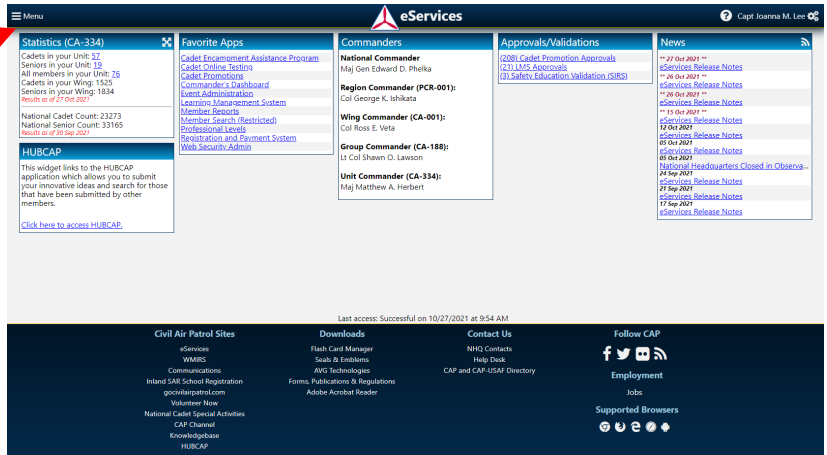 Menu
eServices
Capt Joanna M. Lee
Statistics (CA-334)
Cadets in your Unit: 57
Seniors in your Unit: 19
All members in your Unit: 76
Cadets in your Wing: 1525
Seniors in your Wing: 1834
Results as of 27 Oct 2021
National Cadet Count: 23273
National Senior Count: 33165
Results as of 30 Sep 2021
HUBCAP
This widget links to the HUBCAP
application which allows you to submit
your innovative ideas and search for those
that have been submitted by other
members.
Click here to access HUBCAP.
Favorite Apps
Cadet Encampment Assistance Program
Cadet Online Testing
Cadet Promotions
Commander's Dashboard
Event Administration
Learning Management System
Member Reports
Member Search (Restricted)
Professional Levels
Registration and Payment System
Web Security Admin
Commanders
National Commander
Maj Gen Edward D. Phelka
Region Commander (PCR-001):
Col George K. Ishikata
Wing Commander (CA-001):
Col Ross E. Veta
Group Commander (CA-188):
Lt Col Shawn O. Lawson
Unit Commander (CA-334):
Maj Matthew A. Herbert
Approvals/Validations
(208) Cadet Promotion Approvals
(21) LMS Approvals
(3) Safety Education Validation (SIRS)
News
** 27 Oct 2021 **
eServices Release Notes
** 26 Oct 2021 **
eServices Release Notes
** 26 Oct 2021 **
eServices Release Notes
** 15 Oct 2021 **
eServices Release Notes
12 Oct 2021
eServices Release Notes
05 Oct 2021
eServices Release Notes
05 Oct 2021
National Headquarters Closed in Observa...
24 Sep 2021
eServices Release Notes
21 Sep 2021
eServices Release Notes
17 Sep 2021
eServices Release Notes
Last access: Successful on 10/27/2021 at 9:54 AM
Civil Air Patrol Sites
eServices
WMIRS
Communications
Inland SAR School Registration
gocivilairpatrol.com
Volunteer Now
National Cadet Special Activities
CAP Channel
Knowledgebase
HUBCAP
Downloads
Flash Card Manager
Seals & Emblems
AVG Technologies
Forms, Publications & Regulations
Adobe Acrobat Reader
Contact Us
NHQ Contacts
Help Desk
CAP and CAP-USAF Directory
Follow CAP
Employment
Jobs
Supported Browsers